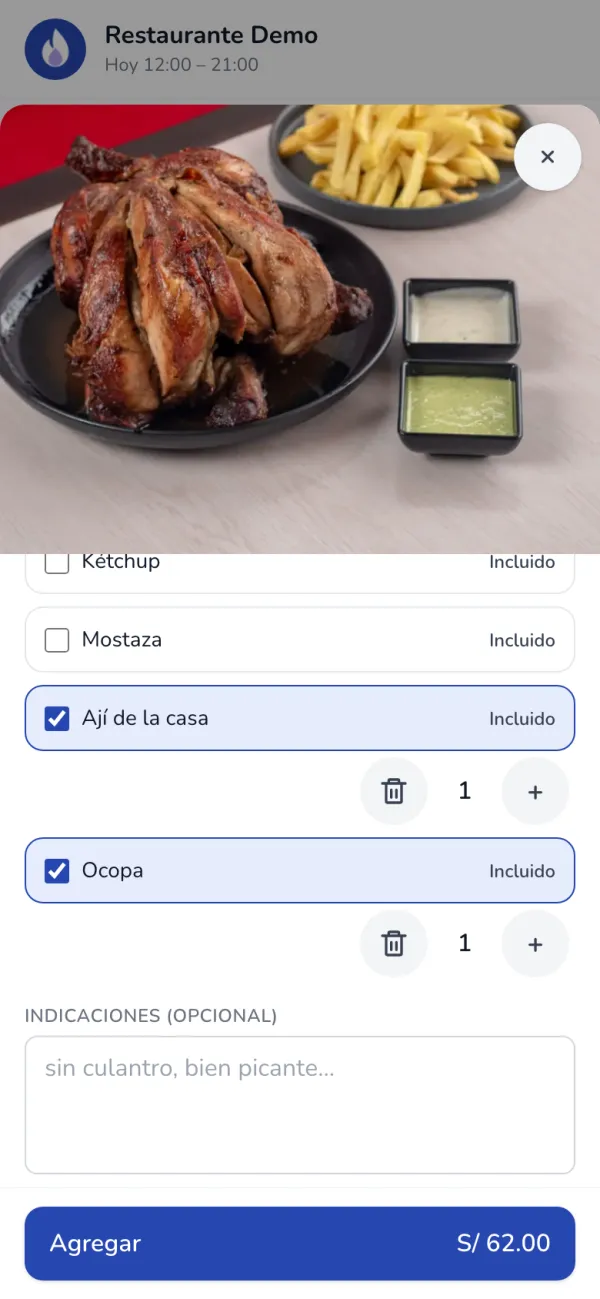 Restaurante Demo
Hoy 12:00 – 21:00
Kétchup Incluido
Mostaza Incluido
Ají de la casa Incluido
1
Ocopa Incluido
1
INDICACIONES (OPCIONAL)
sin culantro, bien picante...
Agregar S/ 62.00